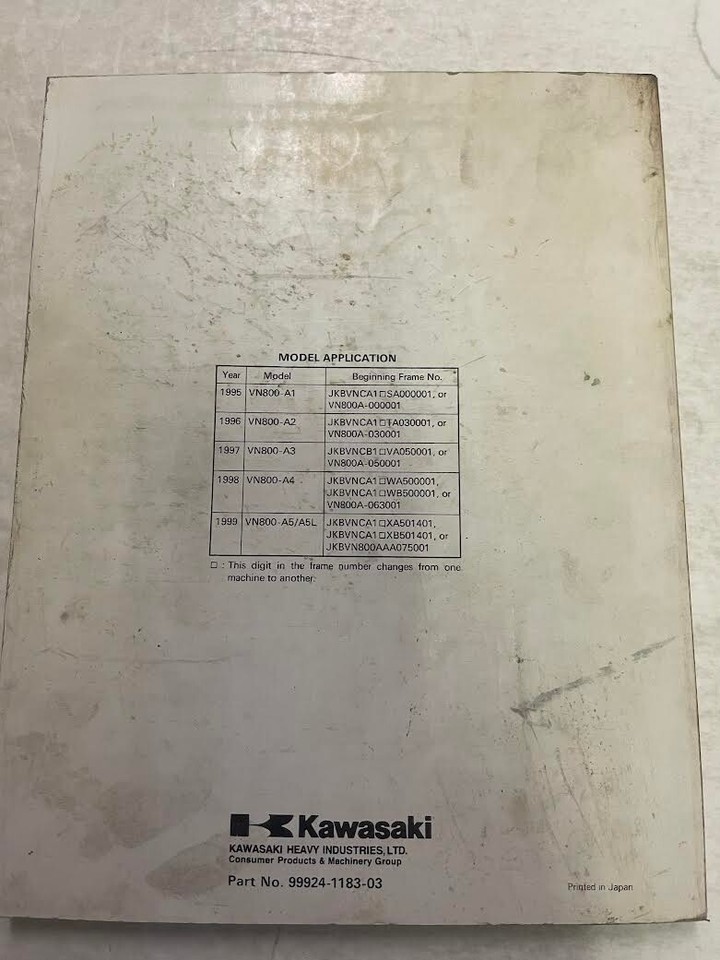 MODEL APPLICATION
Year Model Beginning Frame No.
1995 VN800-A1 JKBVNCA1□SA000001, or
VN800A-000001
1996 VN800-A2 JKBVNCA1□TA030001, or
VN800A-030001
1997 VN800-A3 JKBVNCB1□VA050001, or
VN800A-050001
1998 VN800-A4 JKBVNCA1□WA500001,
JKBVNCA1□WB500001, or
VN800A-063001
1999 VN800-A5/A5L JKBVNCA1□XA501401,
JKBVNCA1□XB501401, or
JKBVN800AAA075001
□ : This digit in the frame number changes from one
machine to another.
Kawasaki
KAWASAKI HEAVY INDUSTRIES, LTD.
Consumer Products & Machinery Group
Part No. 99924-1183-03
Printed in Japan